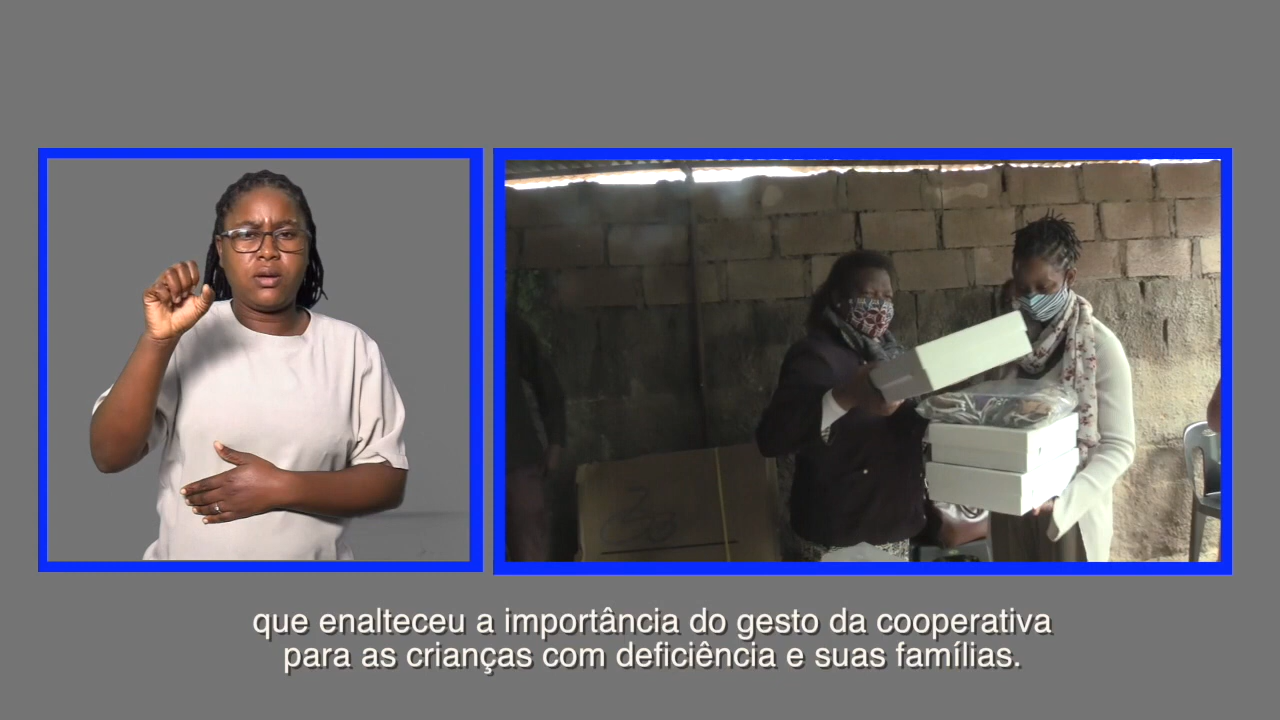 que enalteceu a importância do gesto da cooperativa
para as crianças com deficiência e suas famílias.